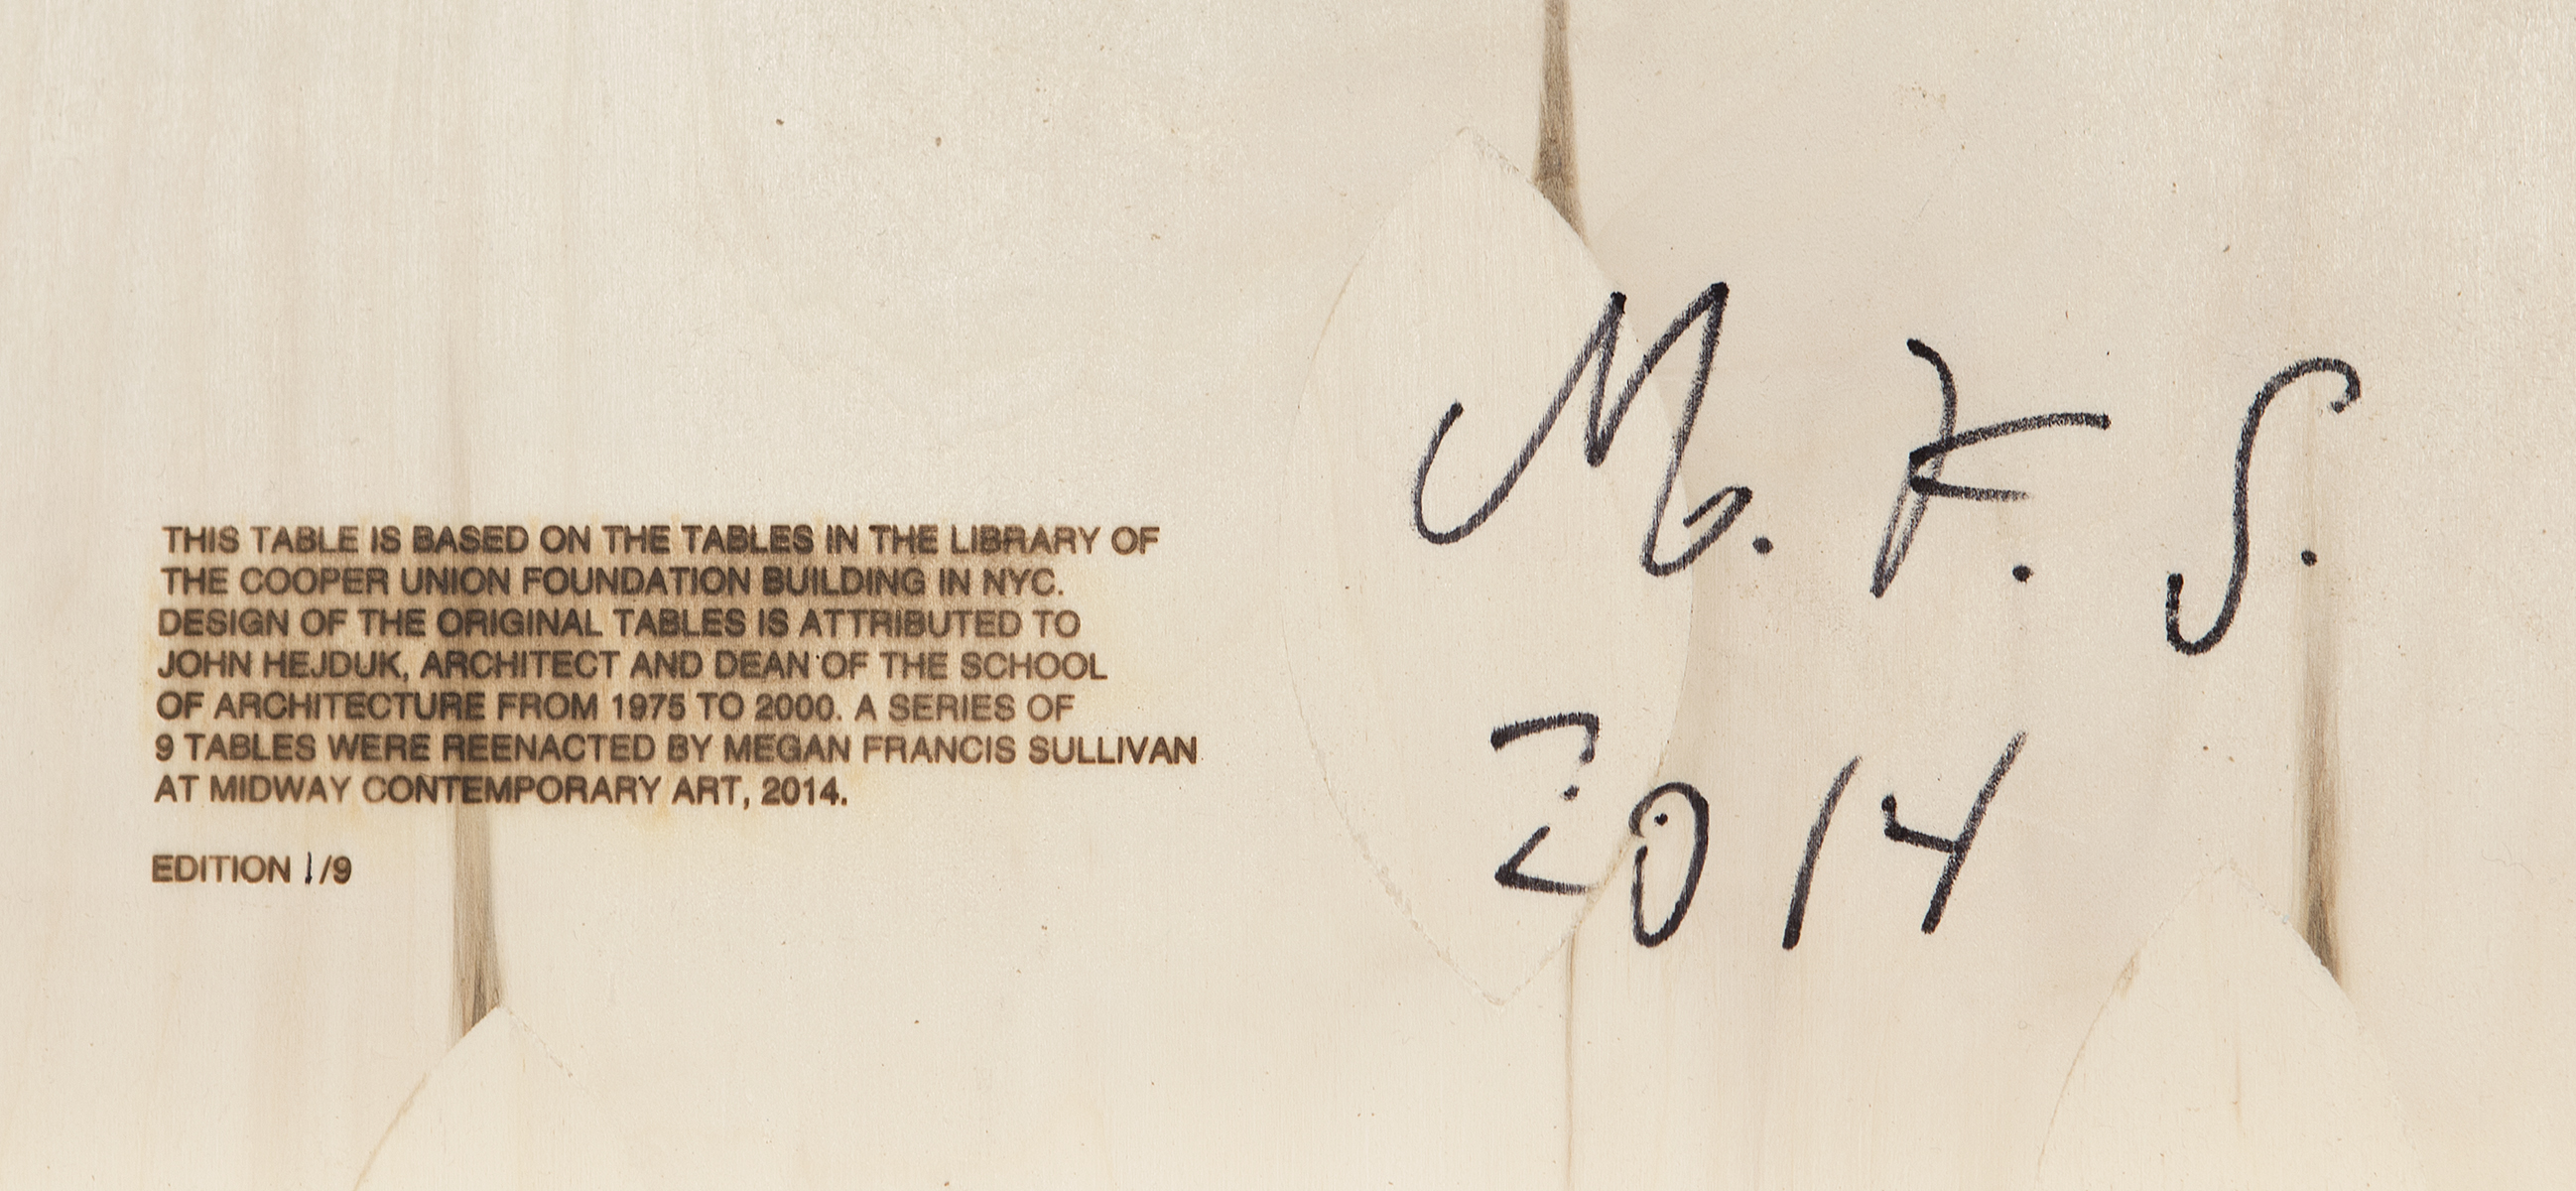 THIS TABLE IS BASED ON THE TABLES IN THE LIBRARY OF
THE COOPER UNION FOUNDATION BUILDING IN NYC.
DESIGN OF THE ORIGINAL TABLES IS ATTRIBUTED TO
JOHN HEJDUK, ARCHITECT AND DEAN OF THE SCHOOL
OF ARCHITECTURE FROM 1975 TO 2000. A SERIES OF
9 TABLES WERE REENACTED BY MEGAN FRANCIS SULLIVAN
AT MIDWAY CONTEMPORARY ART, 2014.
EDITION 1/9
M. F. S.
2014